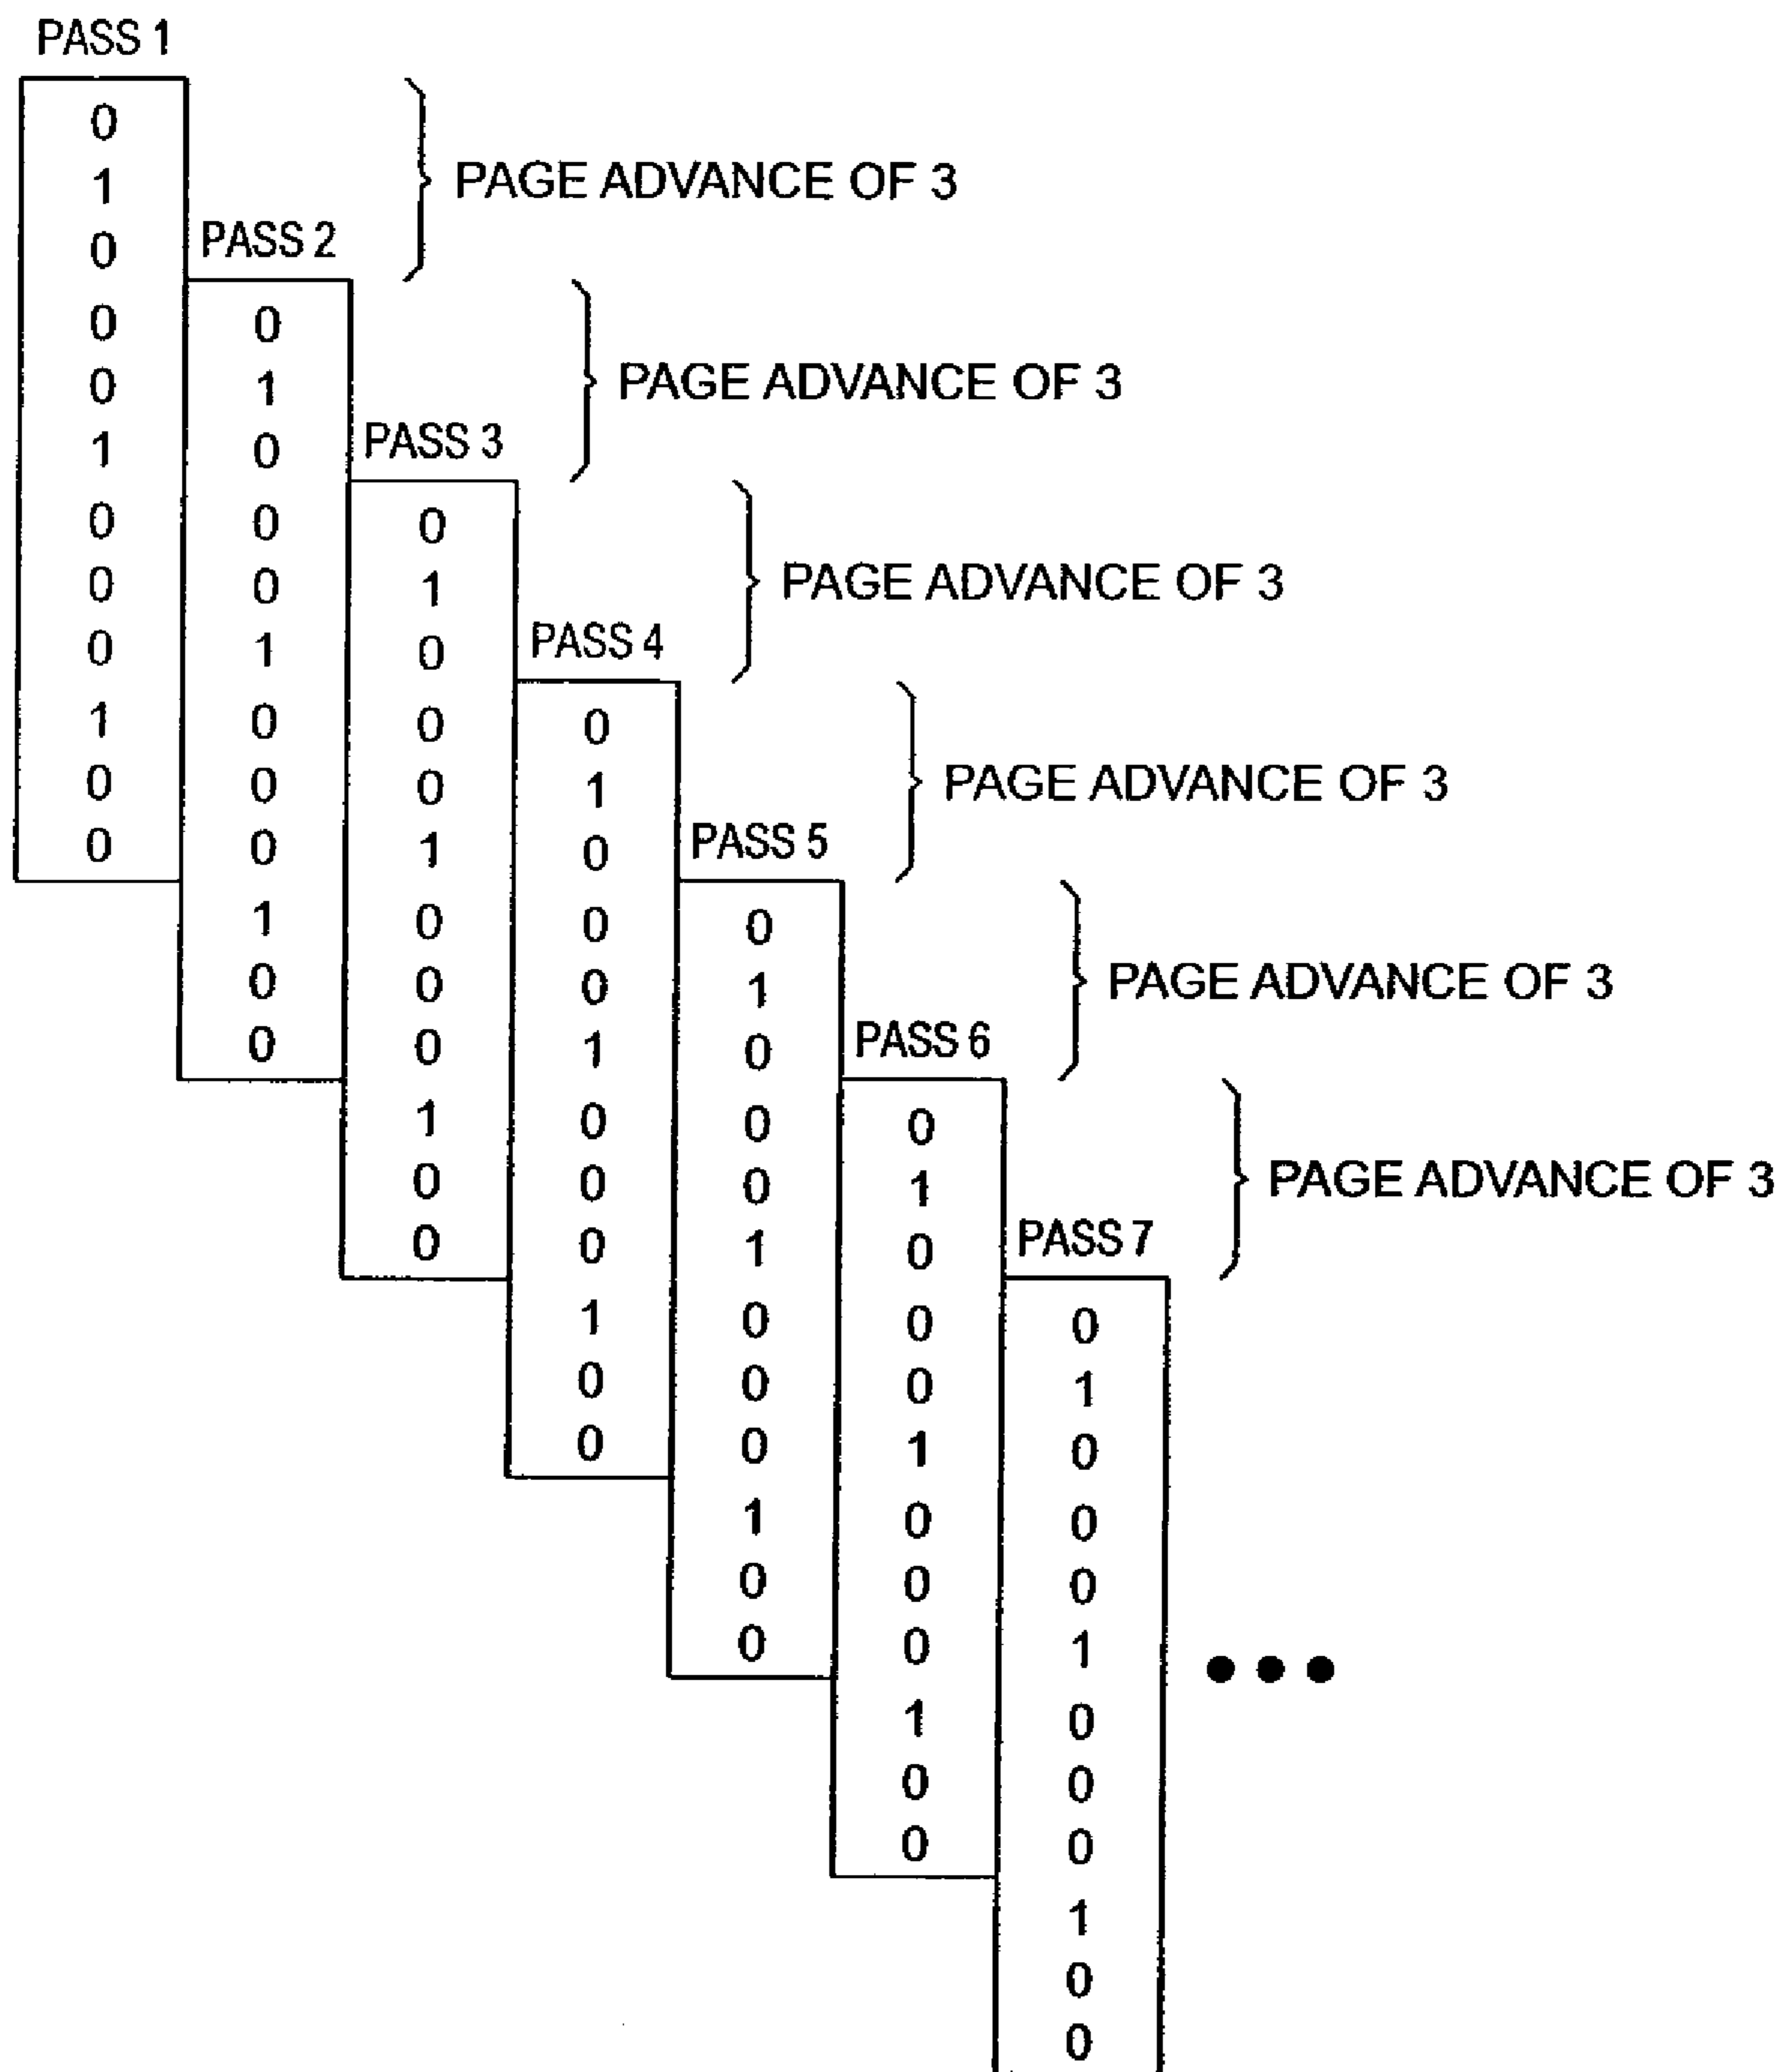 PASS 1
0
1 PAGE ADVANCE OF 3
0 PASS 2
0 0
0 1 PAGE ADVANCE OF 3
1 0 PASS 3
0 0 0
0 0 1 PAGE ADVANCE OF 3
0 1 0 PASS 4
1 0 0 0
0 0 0 1 PAGE ADVANCE OF 3
0 0 1 0 PASS 5
1 0 0 0
0 0 0 1 PAGE ADVANCE OF 3
0 0 1 0 PASS 6
1 0 0 0
0 0 0 1 PAGE ADVANCE OF 3
0 0 1 0 PASS 7
1 0 0 0
0 0 0 1
0 0 1 0
1 0 0
0 0 0
0 0 1 •••
1 0
0 0
0 0
1
0
0